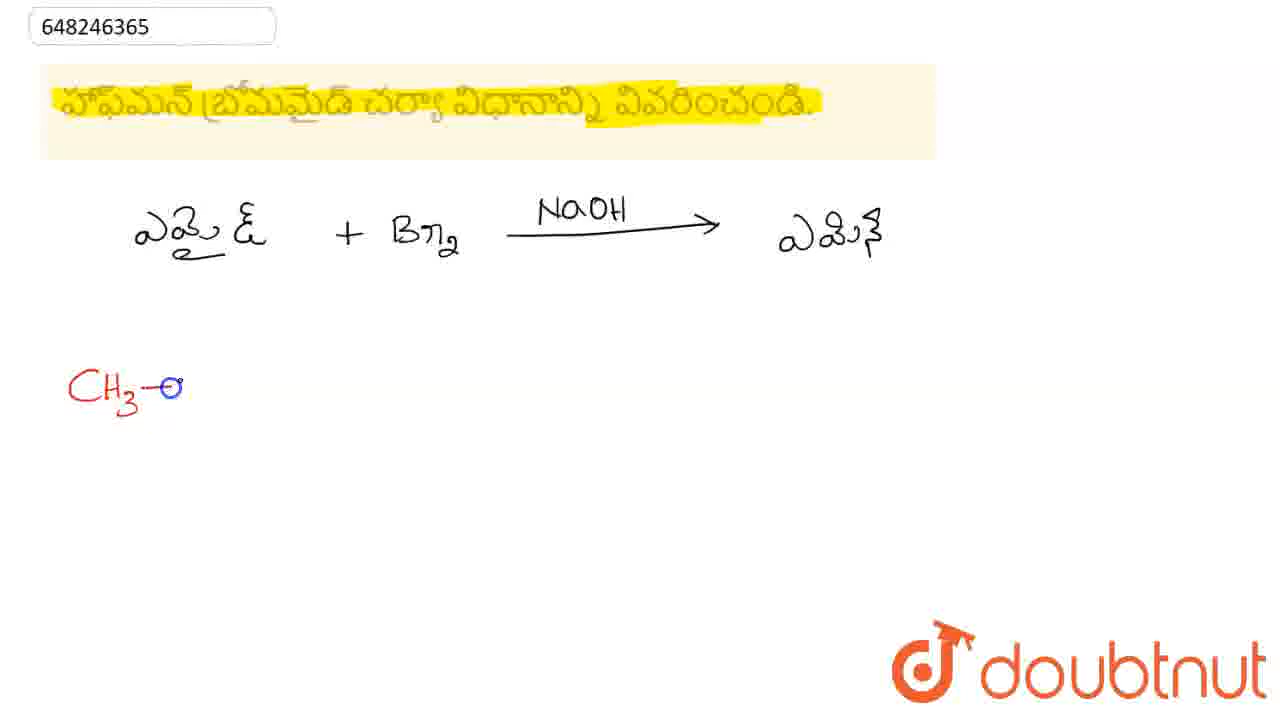 648246365
హాఫ్‌మన్ బ్రోమమైడ్ చర్యా విధానాన్ని వివరించండి.
ఎమైడ్ + Br2 NaOH ఎమిన్
CH3-
doubtnut